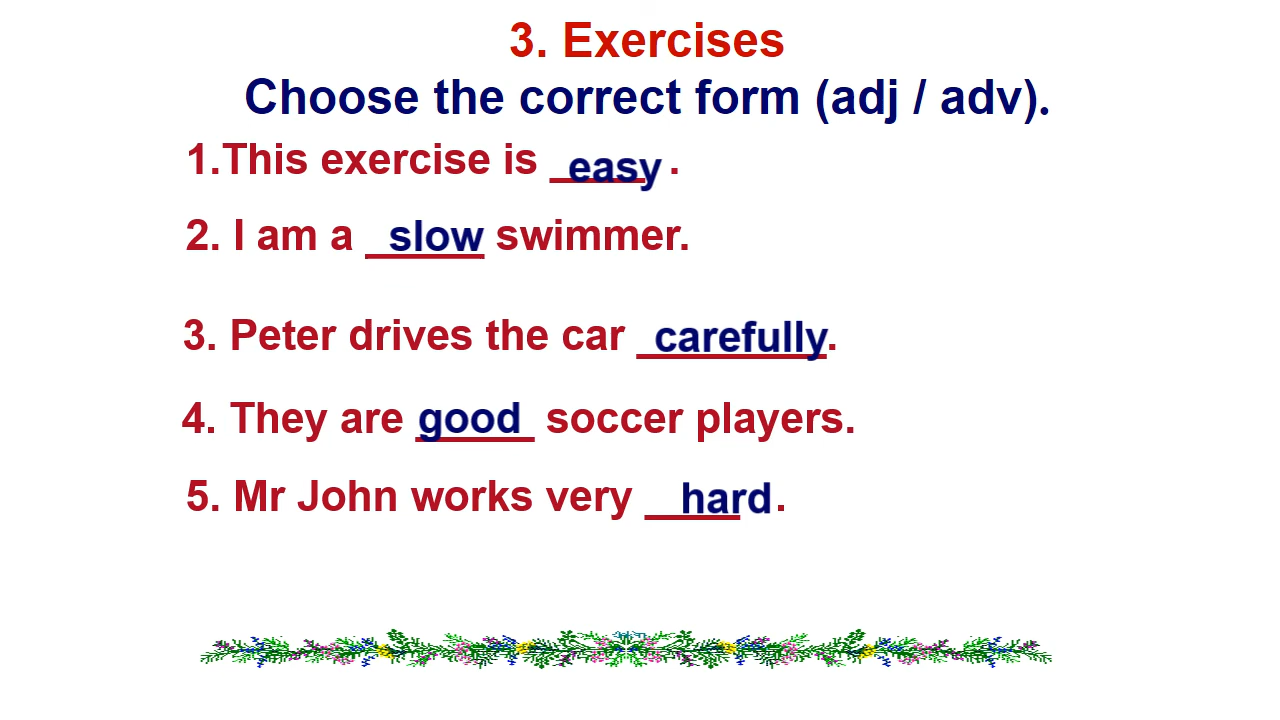 3. Exercises
Choose the correct form (adj / adv).
1.This exercise is easy .
2. I am a slow swimmer.
3. Peter drives the car carefully.
4. They are good soccer players.
5. Mr John works very hard.